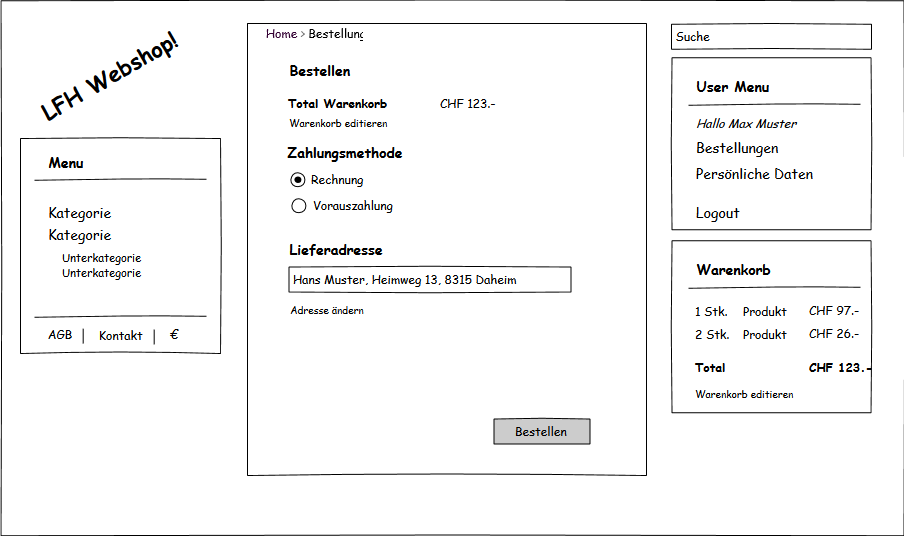 LFH Webshop!
Menu
Kategorie
Kategorie
Unterkategorie
Unterkategorie
AGB | Kontakt | €
Home > Bestellung
Bestellen
Total Warenkorb CHF 123.-
Warenkorb editieren
Zahlungsmethode
Rechnung
Vorauszahlung
Lieferadresse
Hans Muster, Heimweg 13, 8315 Daheim
Adresse ändern
Bestellen
Suche
User Menu
Hallo Max Muster
Bestellungen
Persönliche Daten
Logout
Warenkorb
1 Stk. Produkt CHF 97.-
2 Stk. Produkt CHF 26.-
Total CHF 123.-
Warenkorb editieren